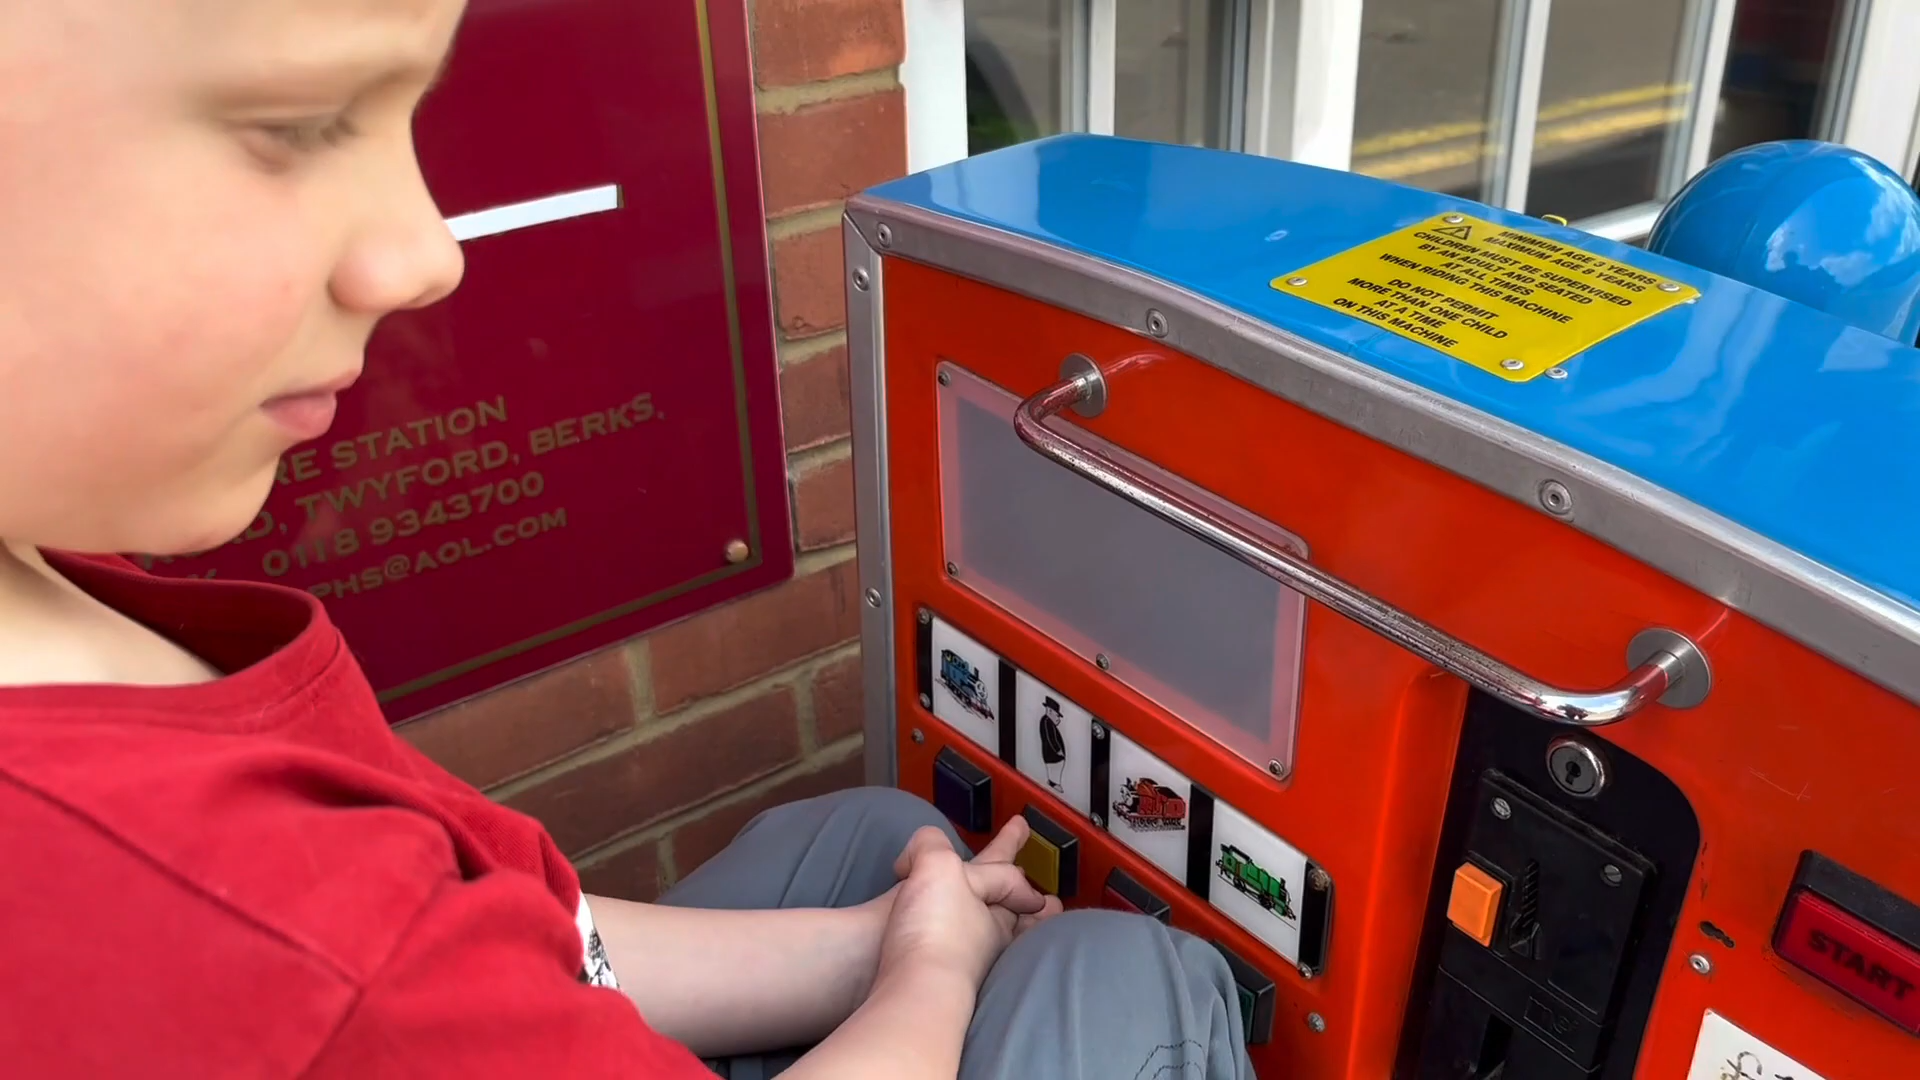 RE STATION
D, TWYFORD, BERKS,
0118 9343700
PHS@AOL.COM
MINIMUM AGE 3 YEARS
MAXIMUM AGE 8 YEARS
CHILDREN MUST BE SUPERVISED
BY AN ADULT AND SEATED
AT ALL TIMES
WHEN RIDING THIS MACHINE
DO NOT PERMIT
MORE THAN ONE CHILD
AT A TIME
ON THIS MACHINE
START
£